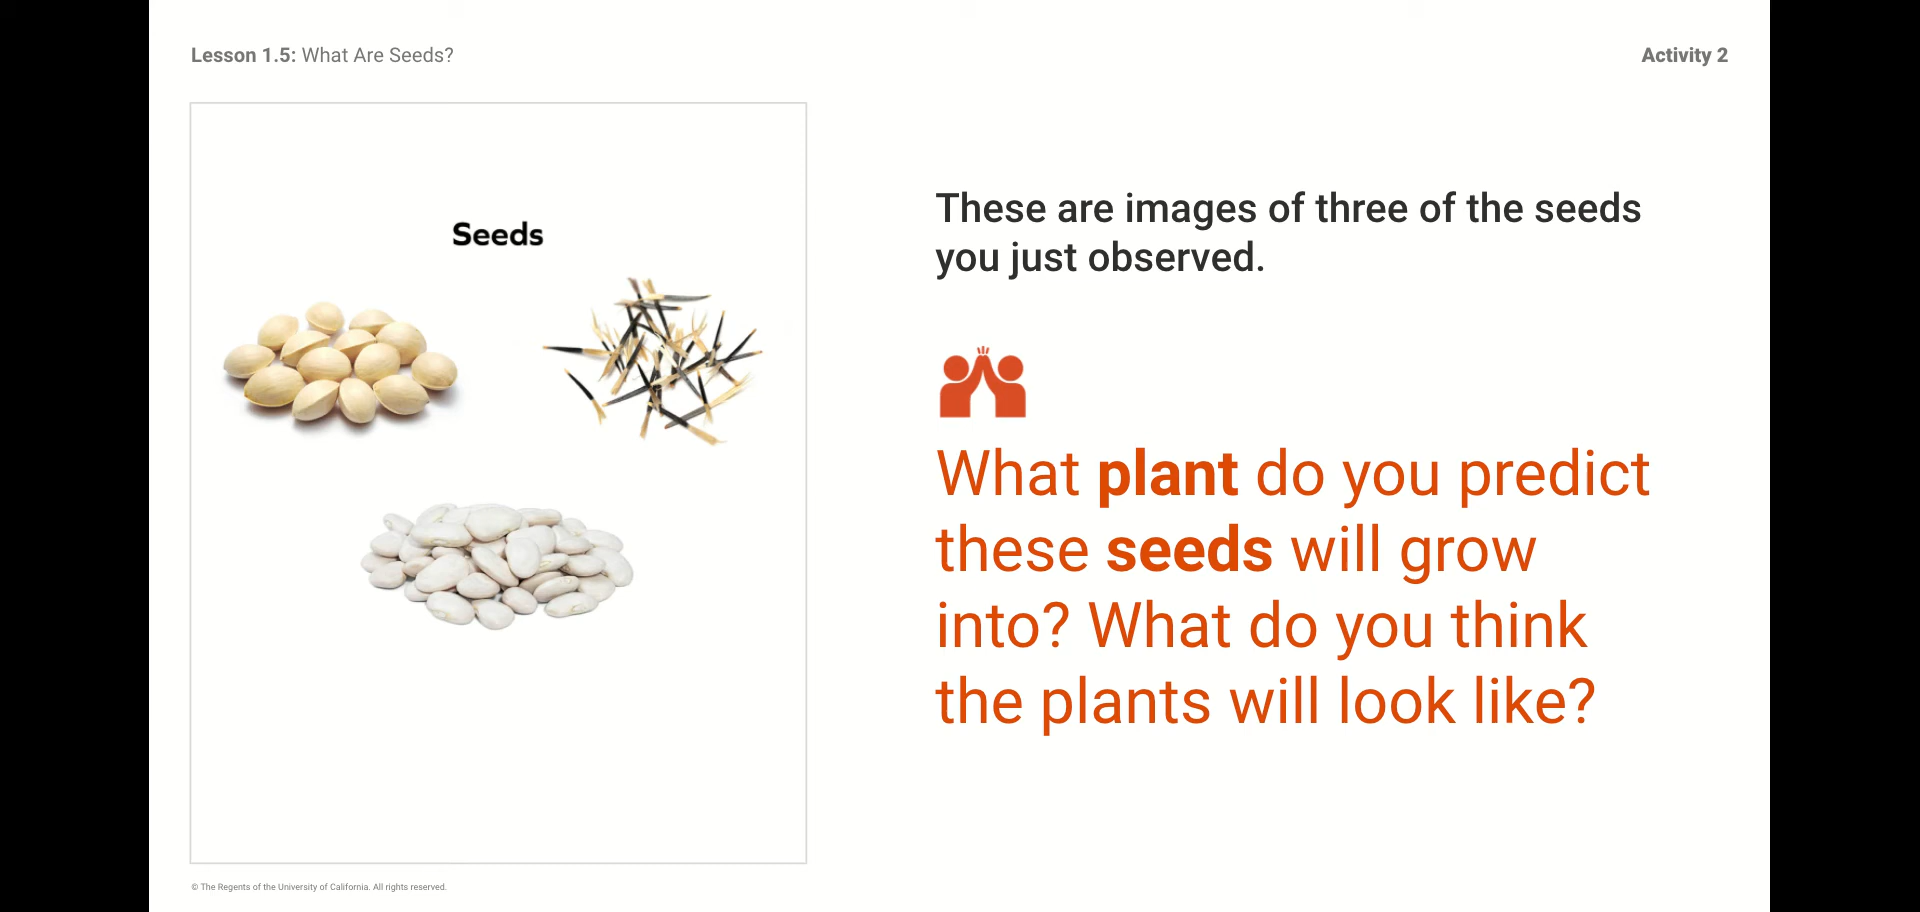 Lesson 1.5: What Are Seeds?
Activity 2
Seeds
These are images of three of the seeds
you just observed.
What plant do you predict
these seeds will grow
into? What do you think
the plants will look like?
© The Regents of the University of California. All rights reserved.